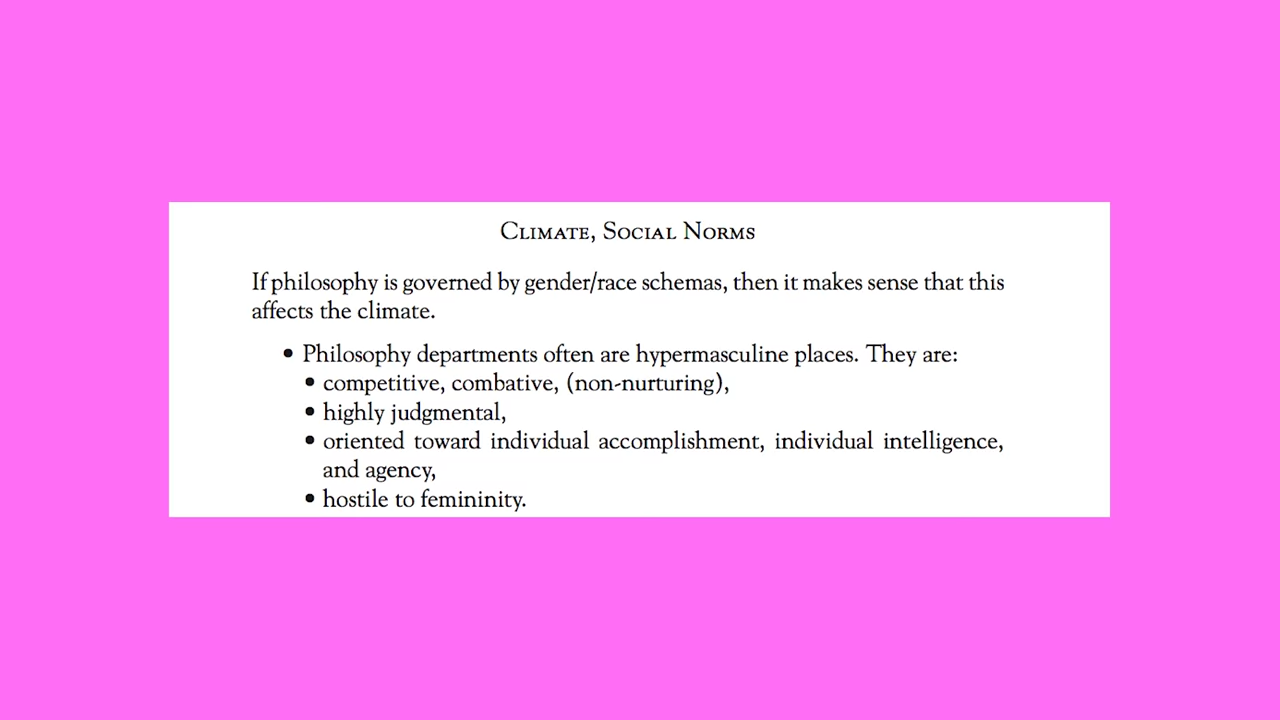 Climate, Social Norms
If philosophy is governed by gender/race schemas, then it makes sense that this
affects the climate.
• Philosophy departments often are hypermasculine places. They are:
• competitive, combative, (non-nurturing),
• highly judgmental,
• oriented toward individual accomplishment, individual intelligence,
and agency,
• hostile to femininity.